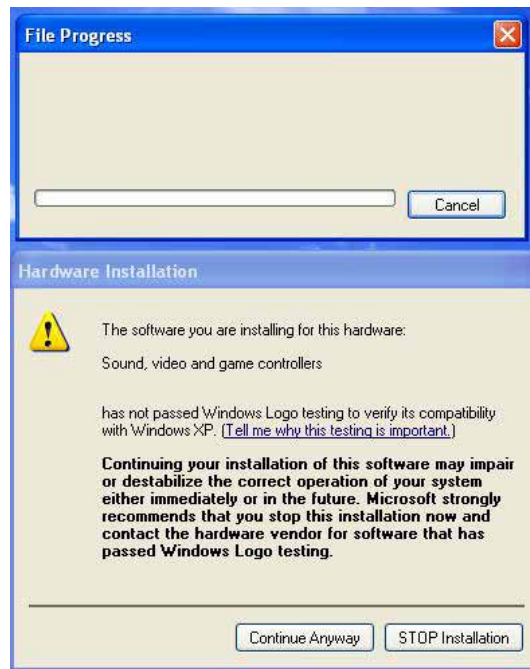 File Progress
Cancel
Hardware Installation
The software you are installing for this hardware:
Sound, video and game controllers
has not passed Windows Logo testing to verify its compatibility
with Windows XP. (Tell me why this testing is important.)
Continuing your installation of this software may impair
or destabilize the correct operation of your system
either immediately or in the future. Microsoft strongly
recommends that you stop this installation now and
contact the hardware vendor for software that has
passed Windows Logo testing.
Continue Anyway STOP Installation